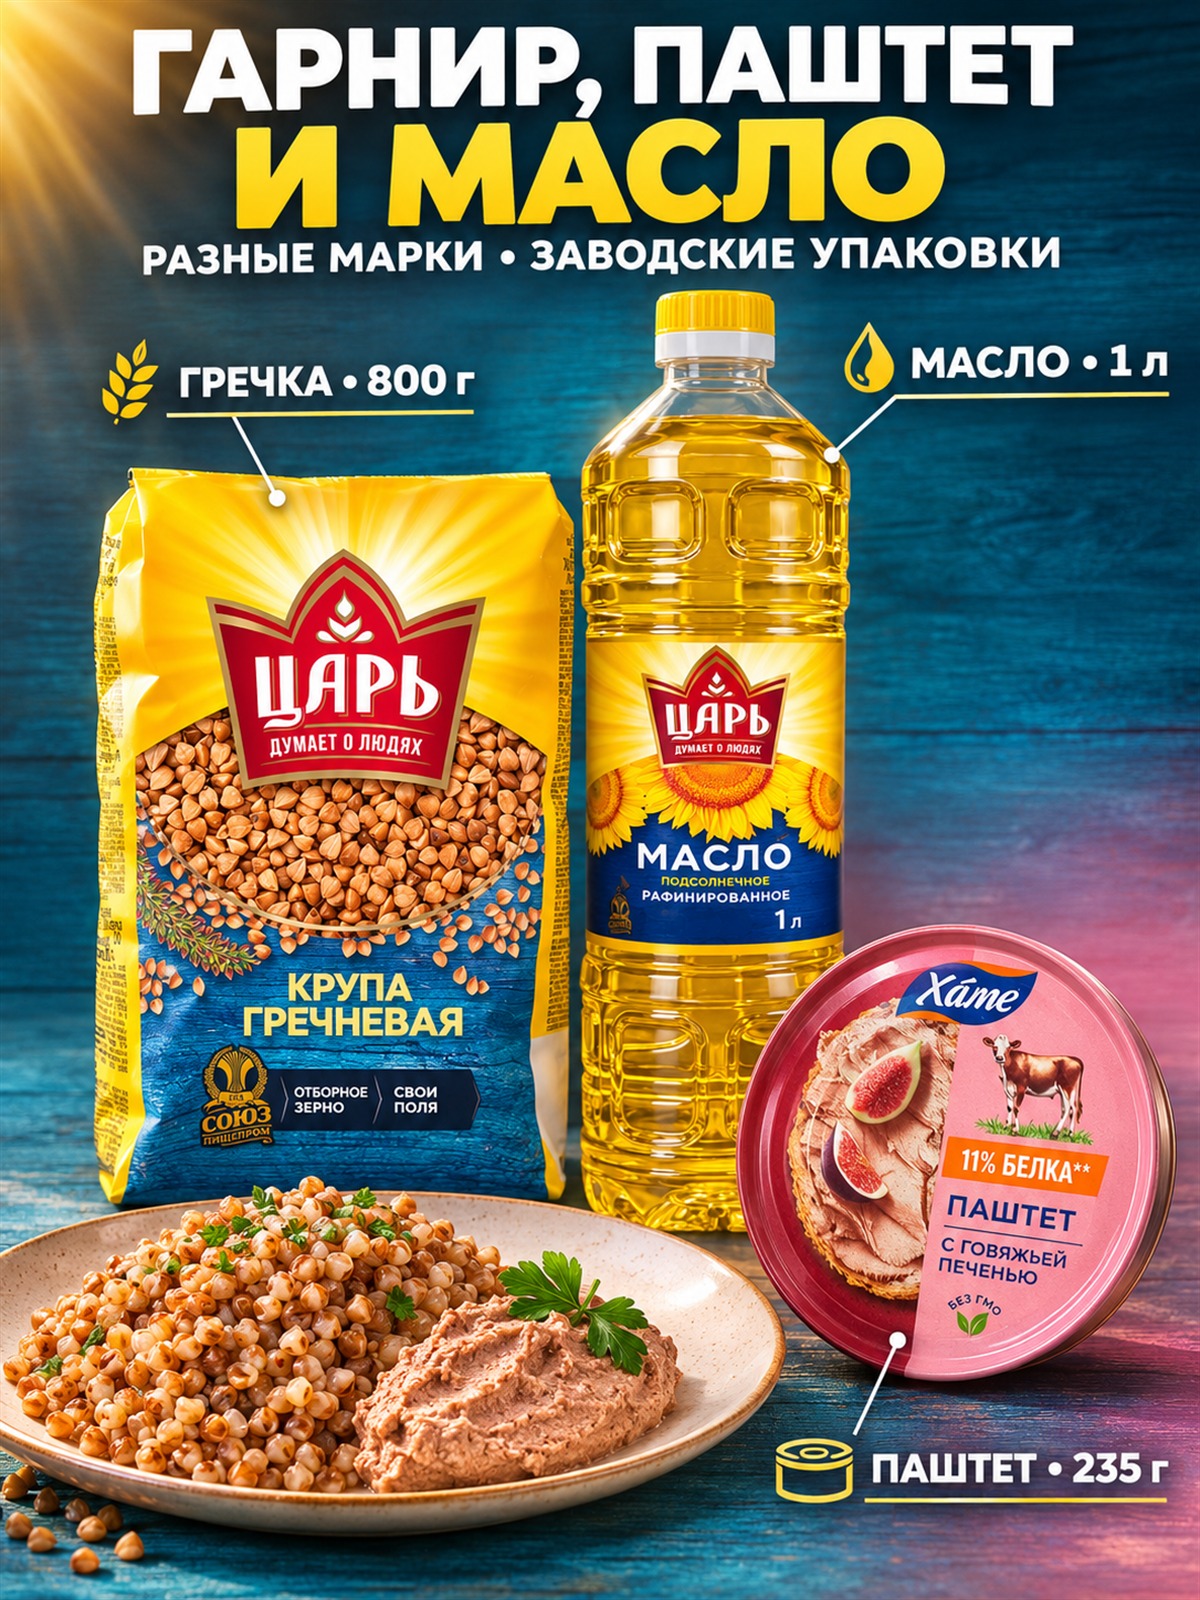 ГАРНИР, ПАШТЕТ
И МАСЛО
РАЗНЫЕ МАРКИ • ЗАВОДСКИЕ УПАКОВКИ
ГРЕЧКА • 800 г
МАСЛО • 1 л
ЦАРЬ
ДУМАЕТ О ЛЮДЯХ
КРУПА
ГРЕЧНЕВАЯ
СОЮЗ
ПИЩЕПРОМ
ОТБОРНОЕ
ЗЕРНО
СВОИ
ПОЛЯ
ЦАРЬ
ДУМАЕТ О ЛЮДЯХ
МАСЛО
ПОДСОЛНЕЧНОЕ
РАФИНИРОВАННОЕ
1 л
Хáме
11% БЕЛКА**
ПАШТЕТ
С ГОВЯЖЬЕЙ
ПЕЧЕНЬЮ
БЕЗ ГМО
ПАШТЕТ • 235 г